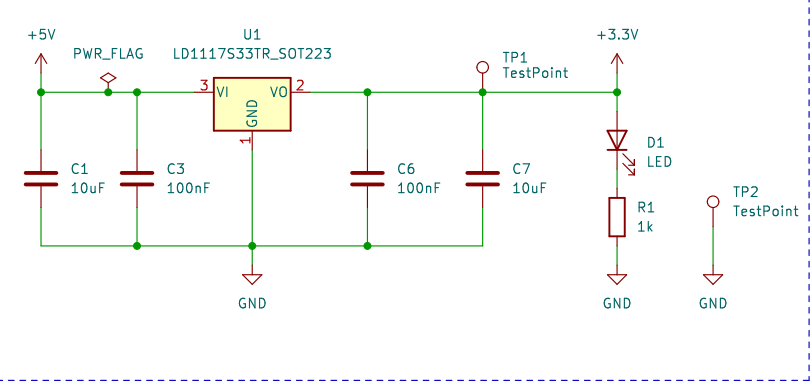 +5V
PWR_FLAG
U1
LD1117S33TR_SOT223
TP1
TestPoint
+3.3V
3
VI
VO
2
GND
1
C1
10uF
C3
100nF
C6
100nF
C7
10uF
D1
LED
R1
1k
TP2
TestPoint
GND
GND
GND